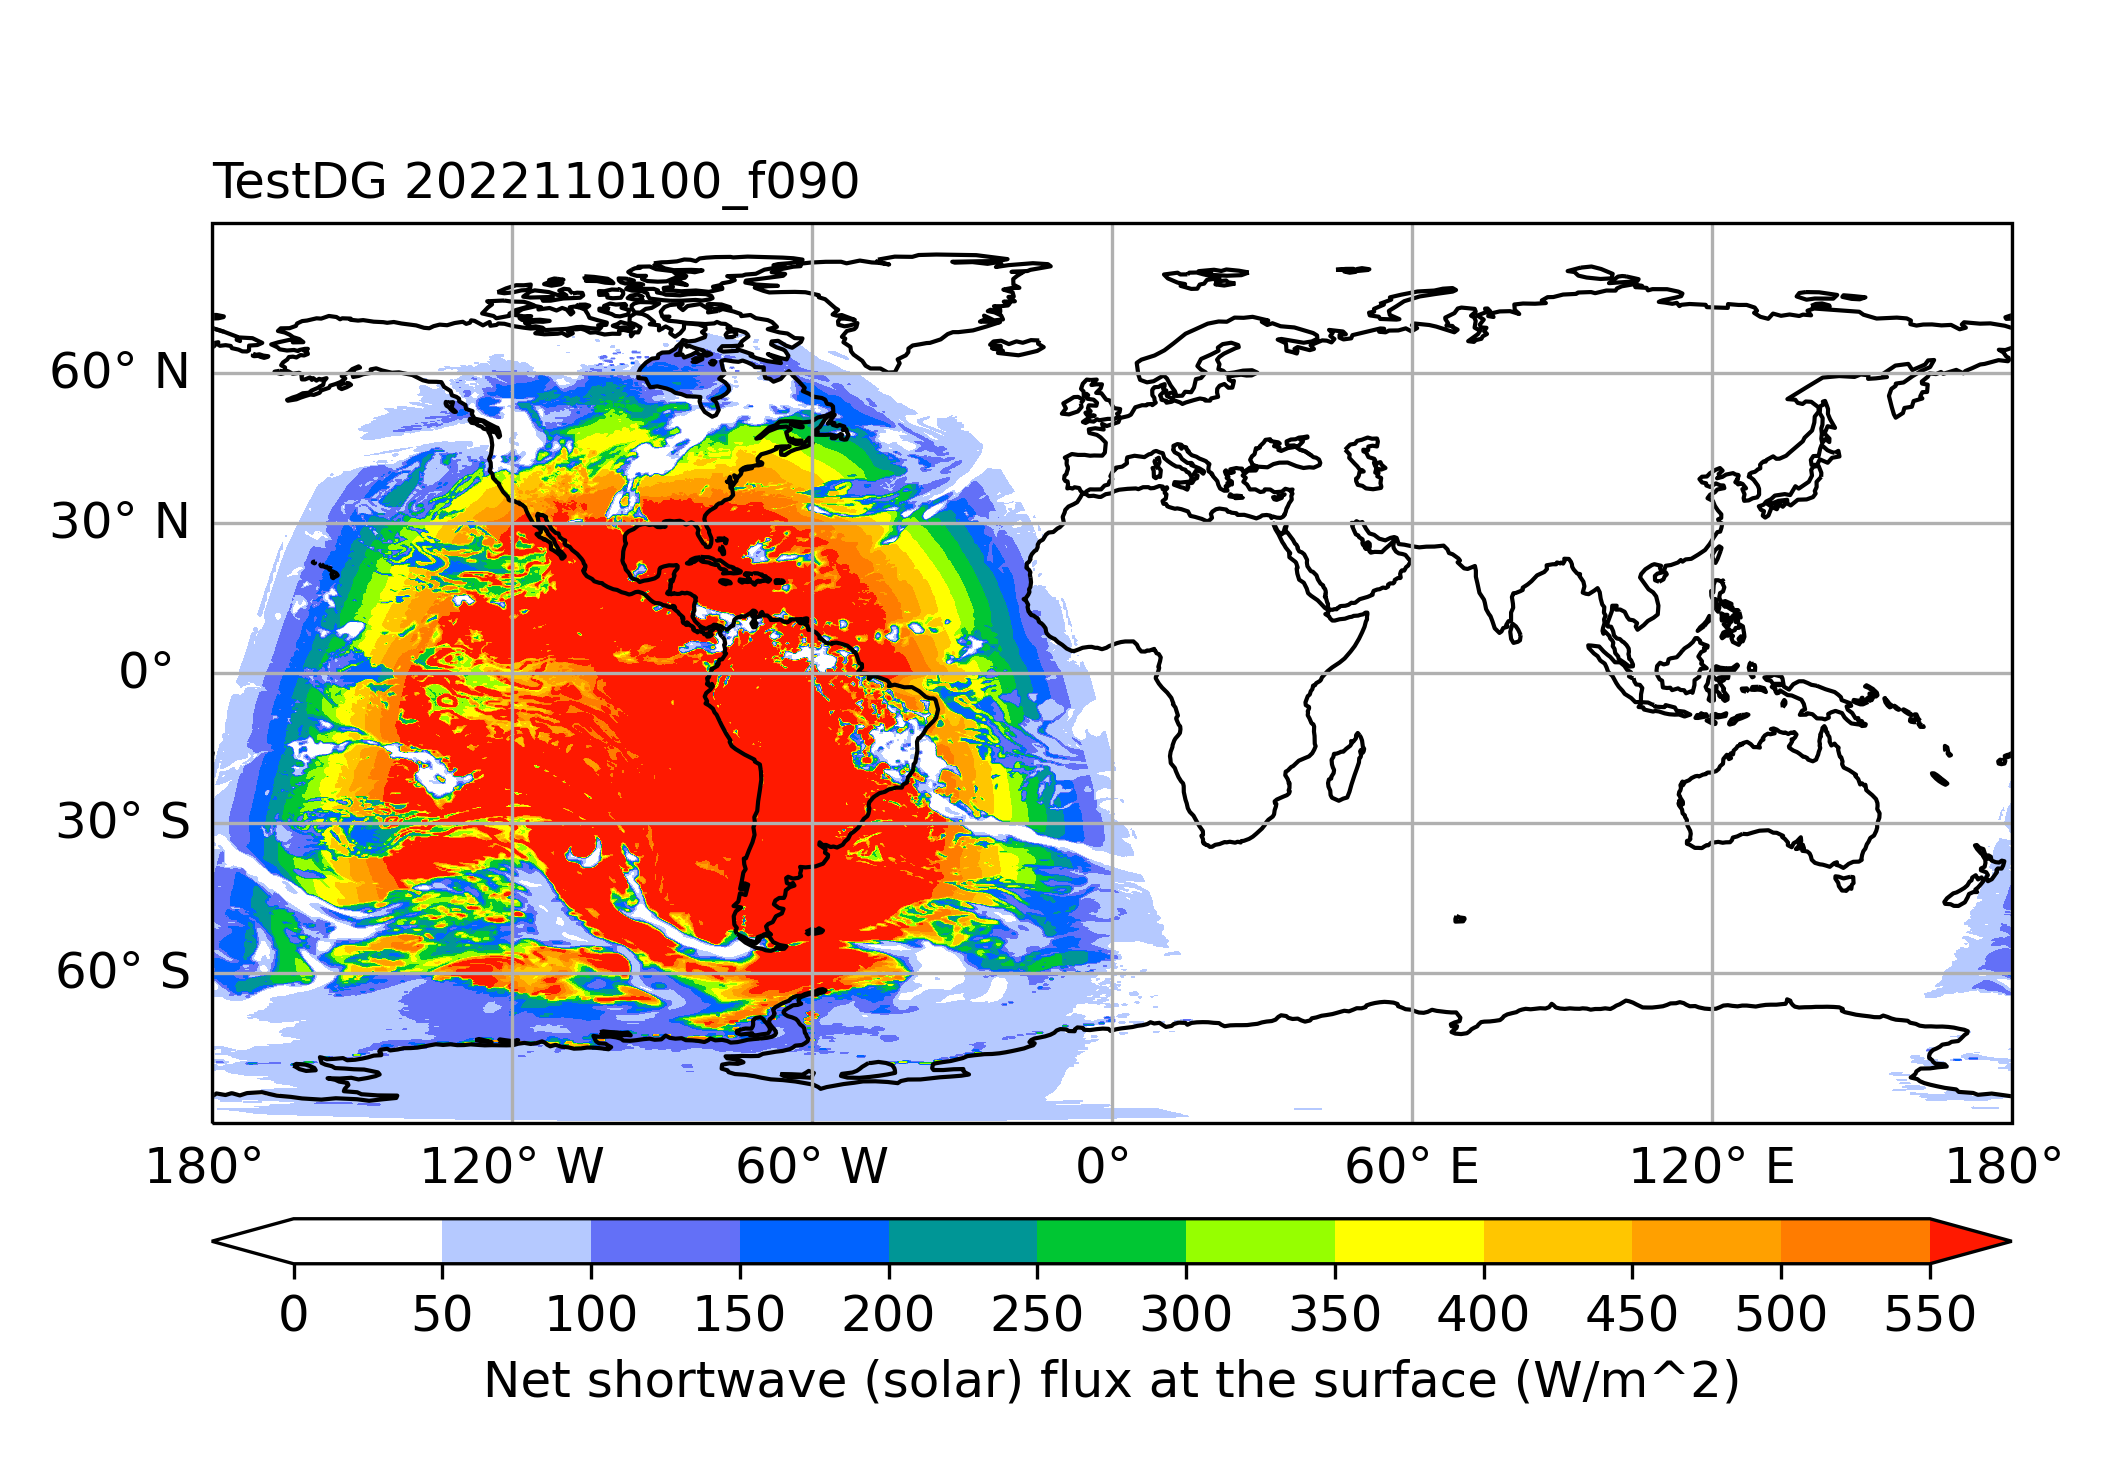 TestDG 2022110100_f090
60° N
30° N
0°
30° S
60° S
180° 120° W 60° W 0° 60° E 120° E 180°
0 50 100 150 200 250 300 350 400 450 500 550
Net shortwave (solar) flux at the surface (W/m^2)